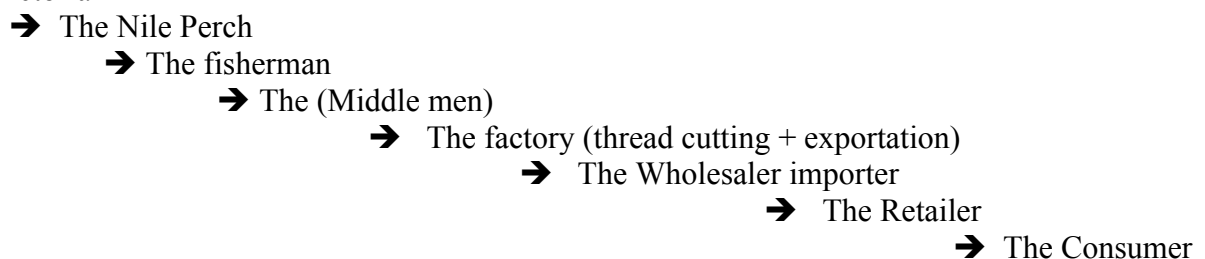 ➔ The Nile Perch
➔ The fisherman
➔ The (Middle men)
➔ The factory (thread cutting + exportation)
➔ The Wholesaler importer
➔ The Retailer
➔ The Consumer